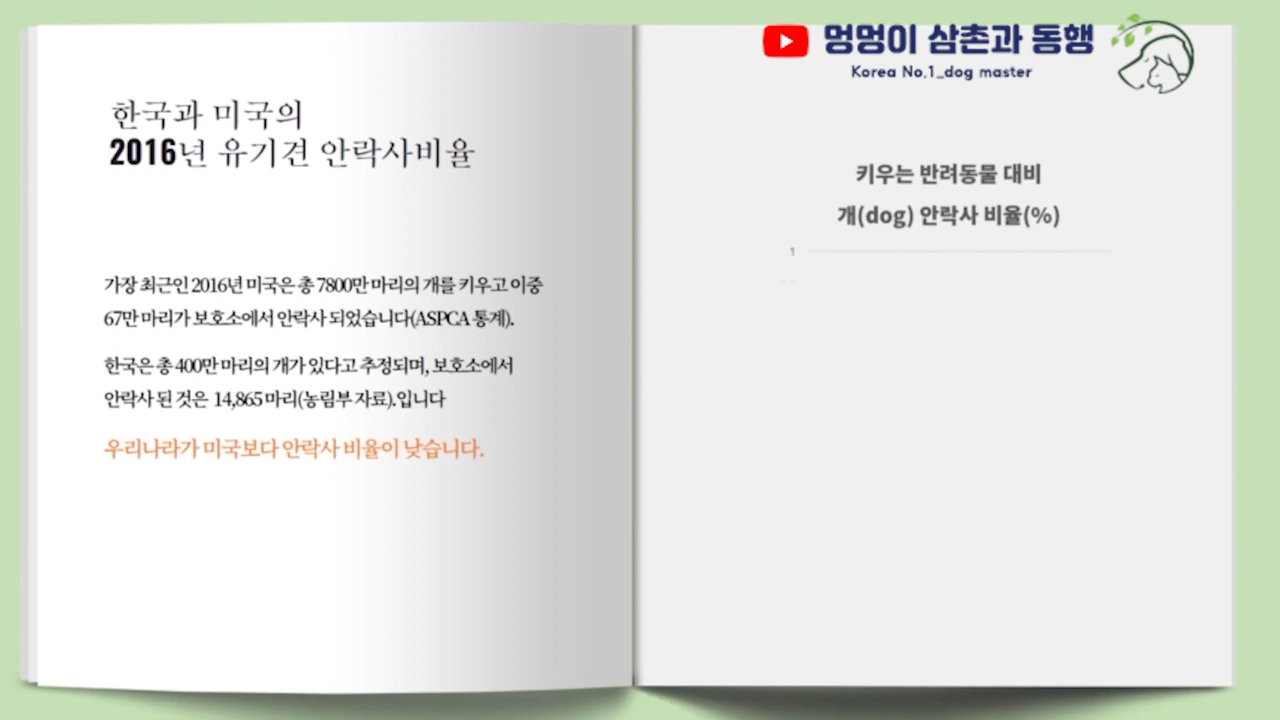 한국과 미국의
2016년 유기견 안락사비율
가장 최근인 2016년 미국은 총 7800만 마리의 개를 키우고 이중
67만 마리가 보호소에서 안락사 되었습니다(ASPCA 통계).
한국은 총 400만 마리의 개가 있다고 추정되며, 보호소에서
안락사 된 것은 14,865 마리(농림부 자료).입니다
우리나라가 미국보다 안락사 비율이 낮습니다.
멍멍이 삼촌과 동행
Korea No.1_dog master
키우는 반려동물 대비
개(dog) 안락사 비율(%)
1